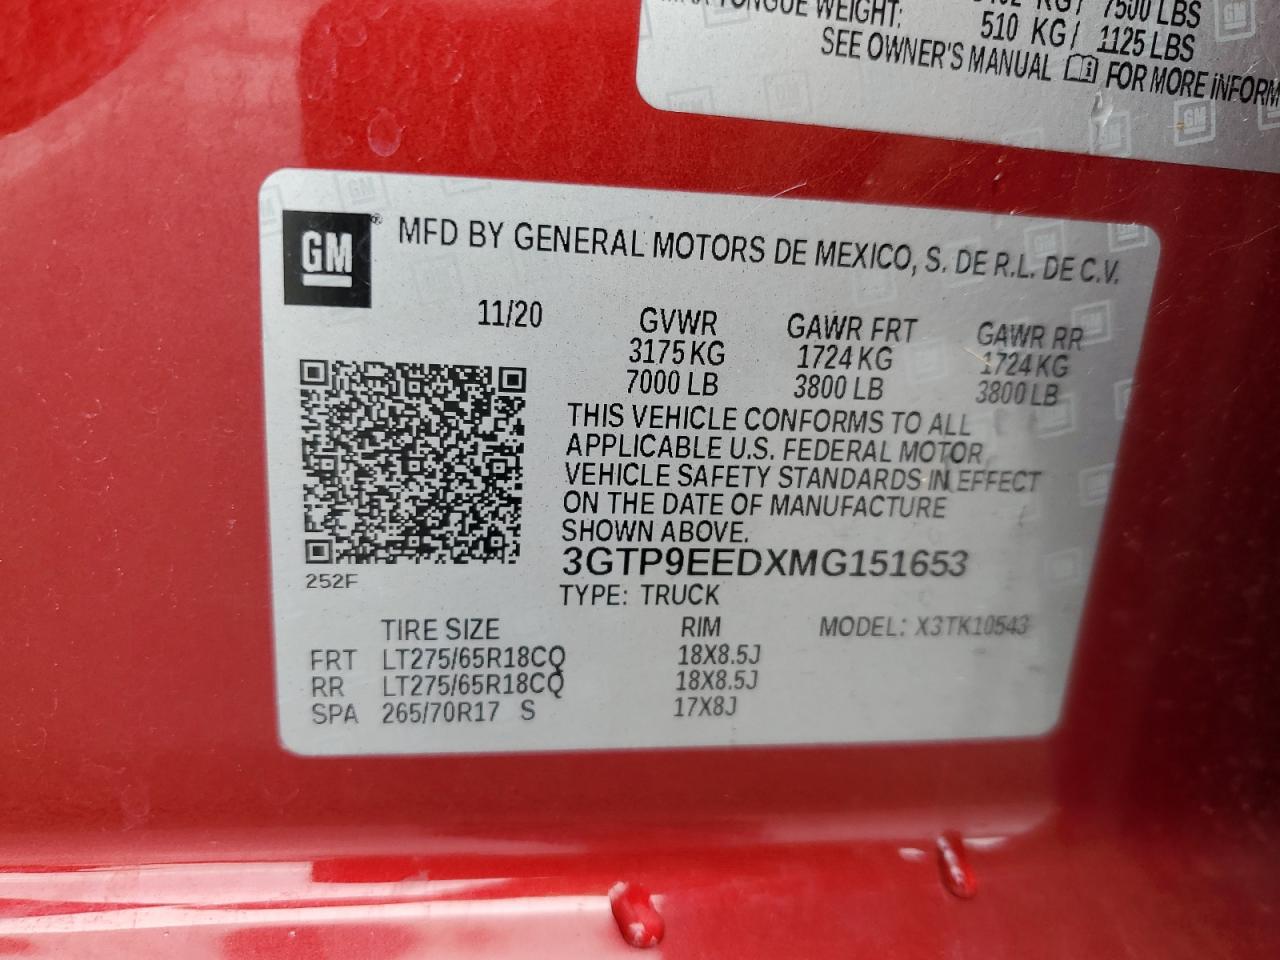 7500 LBS
TONGUE WEIGHT: 510 KG/ 1125 LBS
SEE OWNER'S MANUAL FOR MORE INFORM
GM
MFD BY GENERAL MOTORS DE MEXICO, S. DE R.L. DE C.V.
11/20 GVWR GAWR FRT GAWR RR
3175 KG 1724 KG 1724 KG
7000 LB 3800 LB 3800 LB
THIS VEHICLE CONFORMS TO ALL
APPLICABLE U.S. FEDERAL MOTOR
VEHICLE SAFETY STANDARDS IN EFFECT
ON THE DATE OF MANUFACTURE
SHOWN ABOVE.
3GTP9EEDXMG151653
252F
TYPE: TRUCK
TIRE SIZE RIM MODEL: X3TK10543
FRT LT275/65R18CQ 18X8.5J
RR LT275/65R18CQ 18X8.5J
SPA 265/70R17 S 17X8J